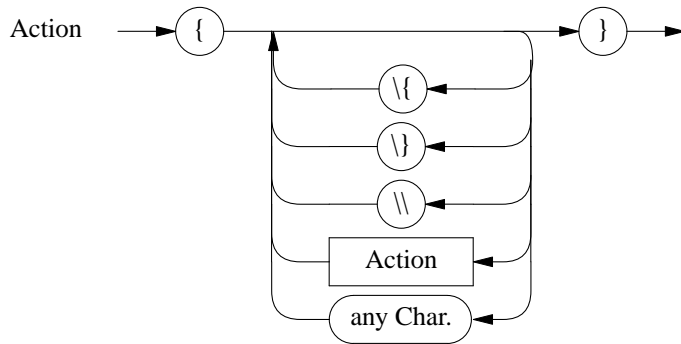 Action { }
\{
\}
\\
Action
any Char.